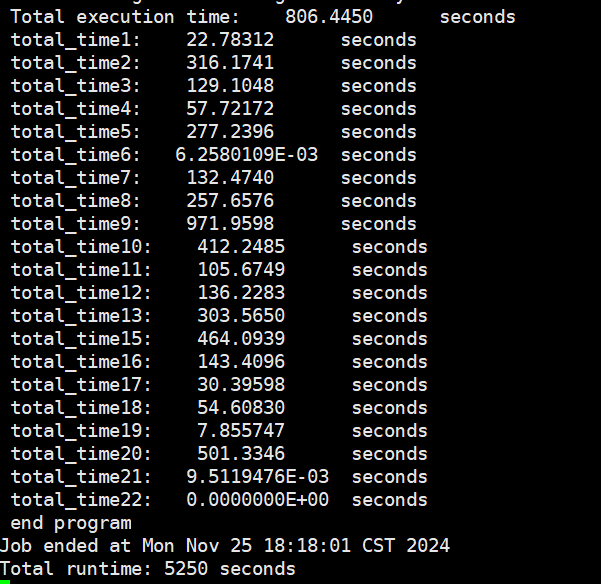 Total execution time: 806.4450 seconds
total_time1: 22.78312 seconds
total_time2: 316.1741 seconds
total_time3: 129.1048 seconds
total_time4: 57.72172 seconds
total_time5: 277.2396 seconds
total_time6: 6.2580109E-03 seconds
total_time7: 132.4740 seconds
total_time8: 257.6576 seconds
total_time9: 971.9598 seconds
total_time10: 412.2485 seconds
total_time11: 105.6749 seconds
total_time12: 136.2283 seconds
total_time13: 303.5650 seconds
total_time15: 464.0939 seconds
total_time16: 143.4096 seconds
total_time17: 30.39598 seconds
total_time18: 54.60830 seconds
total_time19: 7.855747 seconds
total_time20: 501.3346 seconds
total_time21: 9.5119476E-03 seconds
total_time22: 0.0000000E+00 seconds
end program
Job ended at Mon Nov 25 18:18:01 CST 2024
Total runtime: 5250 seconds